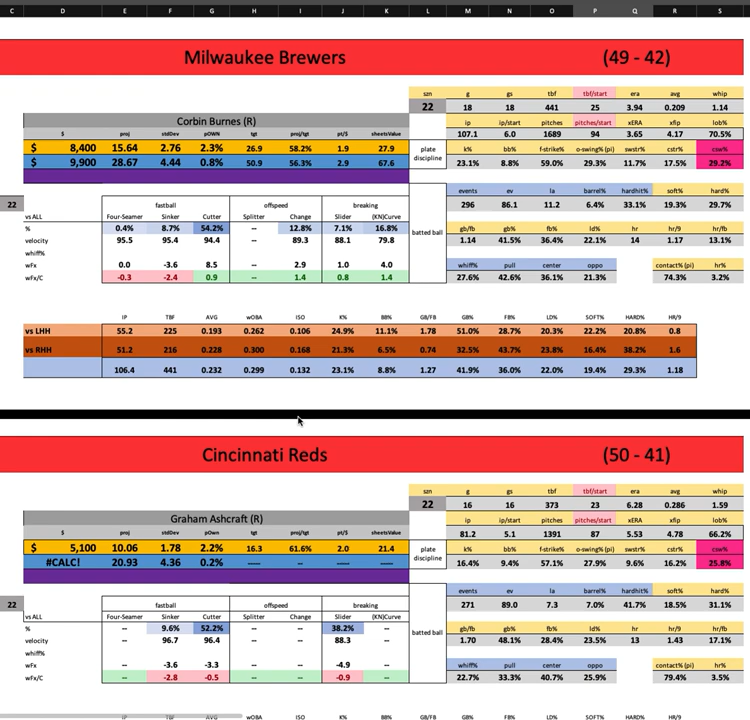 C D E F G H I J K L M N O P Q R S
Milwaukee Brewers (49 - 42)
szn g gs tbf tbf/start era avg whip
22 18 18 441 25 3.94 0.209 1.14
Corbin Burnes (R) ip ip/start pitches pitches/start xERA xfip lob%
$ proj stdDev pOWN tgt proj/tgt pt/$ sheetsValue 107.1 6.0 1689 94 3.65 4.17 70.5%
$ 8,400 15.64 2.76 2.3% 26.9 58.2% 1.9 27.9 plate discipline k% bb% f-strike% o-swing% (pi) swstr% cstr% csw%
$ 9,900 28.67 4.44 0.8% 50.9 56.3% 2.9 67.6 23.1% 8.8% 59.0% 29.3% 11.7% 17.5% 29.2%
events ev la barrel% hardhit% soft% hard%
22 fastball offspeed breaking 296 86.1 11.2 6.4% 33.1% 19.3% 29.7%
vs ALL Four-Seamer Sinker Cutter Splitter Change Slider (KN)Curve
% 0.4% 8.7% 54.2% -- 12.8% 7.1% 16.8% batted ball gb/fb gb% fb% ld% hr hr/9 hr/fb
velocity 95.5 95.4 94.4 -- 89.3 88.1 79.8 1.14 41.5% 36.4% 22.1% 14 1.17 13.1%
whiff%
wFx 0.0 -3.6 8.5 -- 2.9 1.0 4.0 whiff% pull center oppo contact% (pi) hr%
wFx/C -0.3 -2.4 0.9 -- 1.4 0.8 1.4 27.6% 42.6% 36.1% 21.3% 74.3% 3.2%
IP TBF AVG wOBA ISO K% BB% GB/FB GB% FB% LD% SOFT% HARD% HR/9
vs LHH 55.2 225 0.193 0.262 0.106 24.9% 11.1% 1.78 51.0% 28.7% 20.3% 22.2% 20.8% 0.8
vs RHH 51.2 216 0.228 0.300 0.168 21.3% 6.5% 0.74 32.5% 43.7% 23.8% 16.4% 38.2% 1.6
106.4 441 0.232 0.299 0.132 23.1% 8.8% 1.27 41.9% 36.0% 22.0% 19.4% 29.3% 1.18
Cincinnati Reds (50 - 41)
szn g gs tbf tbf/start era avg whip
22 16 16 373 23 6.28 0.286 1.59
Graham Ashcraft (R) ip ip/start pitches pitches/start xERA xfip lob%
$ proj stdDev pOwn tgt proj/tgt pt/$ sheetsValue 81.2 5.1 1391 87 5.53 4.78 66.2%
$ 5,100 10.06 1.78 2.2% 16.3 61.6% 2.0 21.4 plate discipline k% bb% f-strike% o-swing% (pi) swstr% cstr% csw%
#CALC! 20.93 4.36 0.2% ---- -- ---- ---- 16.4% 9.4% 57.1% 27.9% 9.6% 16.2% 25.8%
events ev la barrel% hardhit% soft% hard%
22 fastball offspeed breaking 271 89.0 7.3 7.0% 41.7% 18.5% 31.1%
vs ALL Four-Seamer Sinker Cutter Splitter Change Slider (KN)Curve
% -- 9.6% 52.2% -- -- 38.2% -- batted ball gb/fb gb% fb% ld% hr hr/9 hr/fb
velocity -- 96.7 96.4 -- -- 88.3 -- 1.70 48.1% 28.4% 23.5% 13 1.43 17.1%
whiff%
wFx -- -3.6 -3.3 -- -- -4.9 -- whiff% pull center oppo contact% (pi) hr%
wFx/C -- -2.8 -0.5 -- -- -0.9 -- 22.7% 33.3% 40.7% 25.9% 79.4% 3.5%
IP TBF AVG wOBA ISO K% BB% GB/FB GB% FB% LD% SOFT% HARD% HR/9